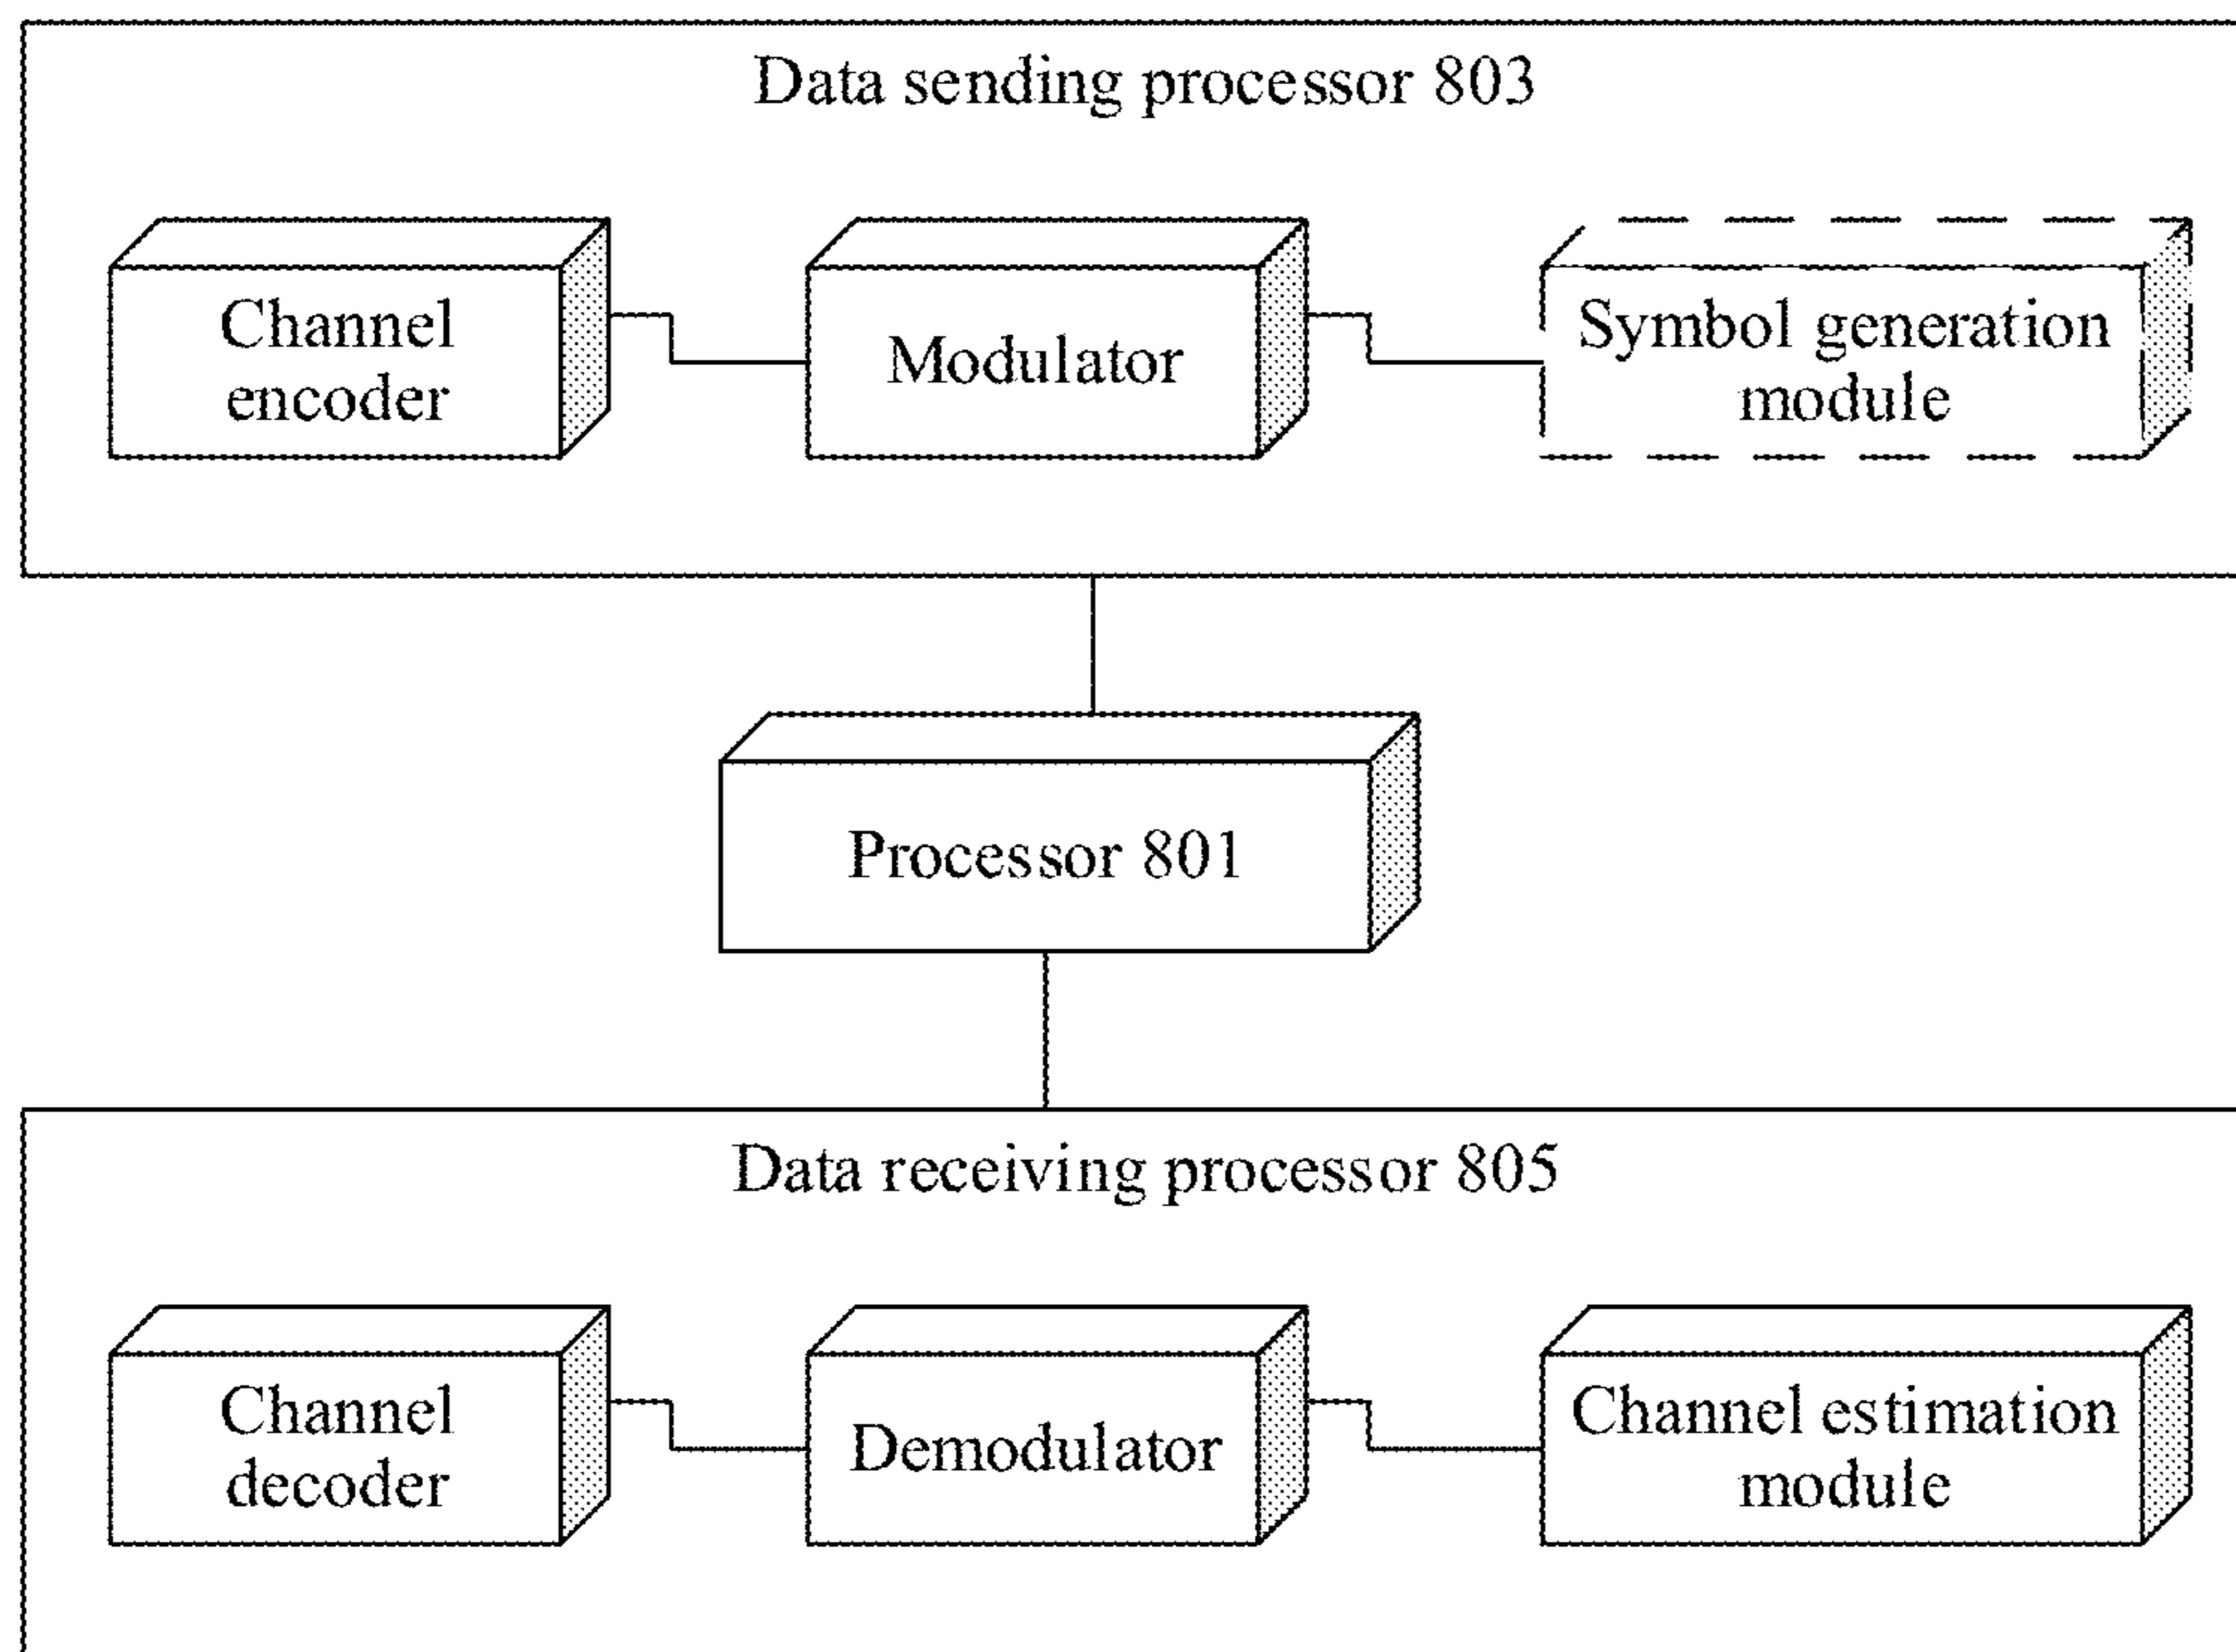 Data sending processor 803
Channel
encoder
Modulator
Symbol generation
module
Processor 801
Data receiving processor 805
Channel
decoder
Demodulator
Channel estimation
module